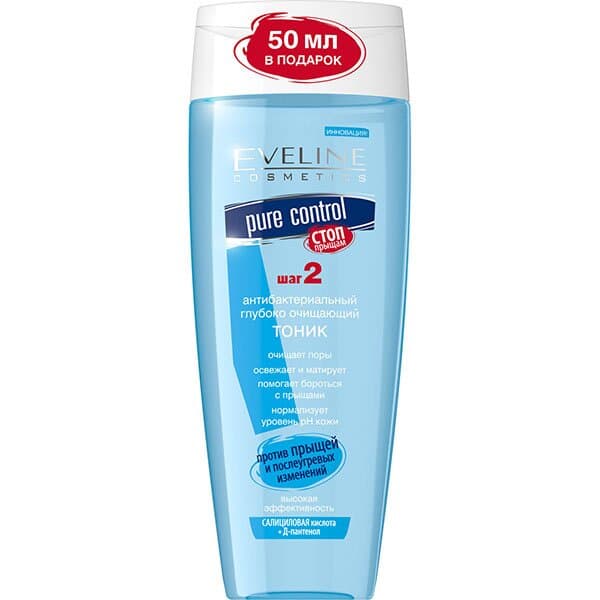 50 МЛ
В ПОДАРОК
ИННОВАЦИЯ!
EVELINE
COSMETICS
pure control
СТОП
прыщам
шаг 2
антибактериальный
глубоко очищающий
ТОНИК
очищает поры
освежает и матирует
помогает бороться
с прыщами
нормализует
уровень pH кожи
против прыщей
и послеугревых
изменений
высокая
эффективность
САЛИЦИЛОВАЯ кислота
+ Д-пантенол